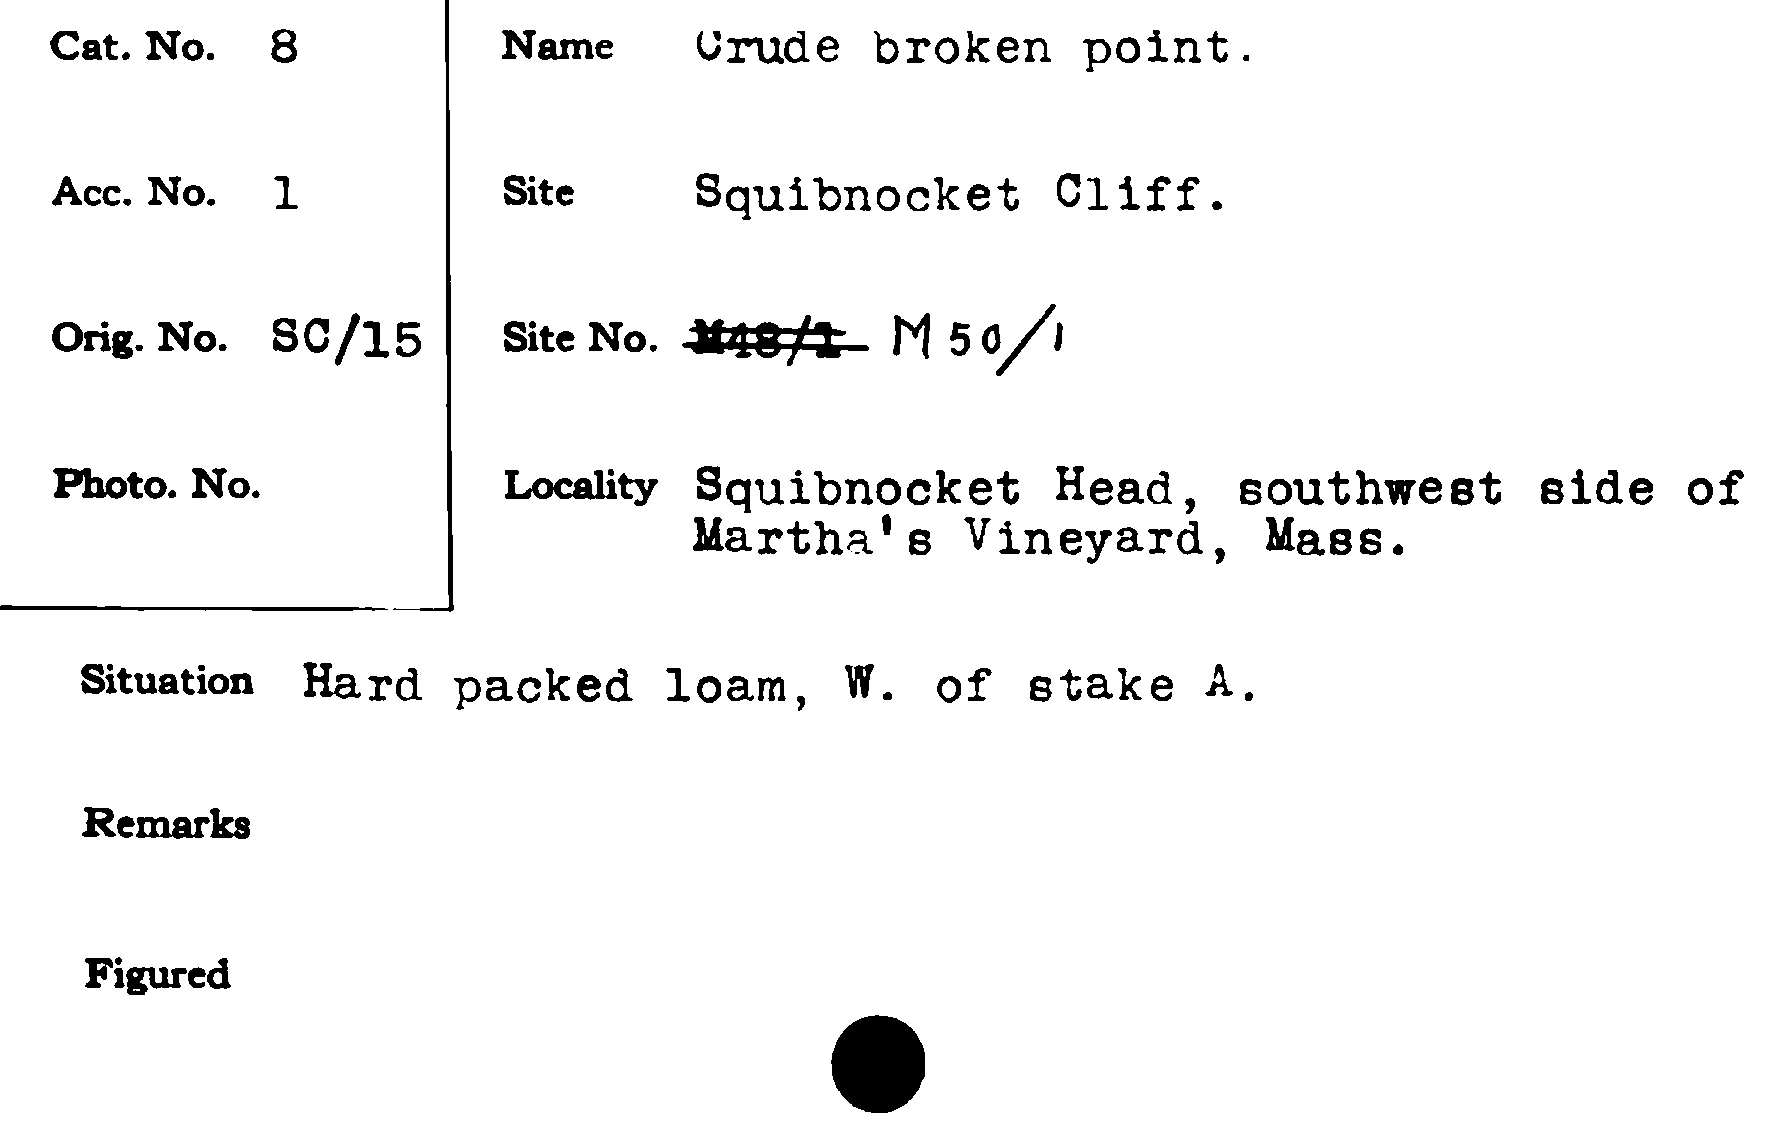 Cat. No. 8
Name Crude broken point.
Acc. No. 1
Site Squibnocket Cliff.
Orig. No. SC/15
Site No. M48/1 M50/1
Photo. No.
Locality Squibnocket Head, southwest side of
Martha's Vineyard, Mass.
Situation Hard packed loam, W. of stake A.
Remarks
Figured